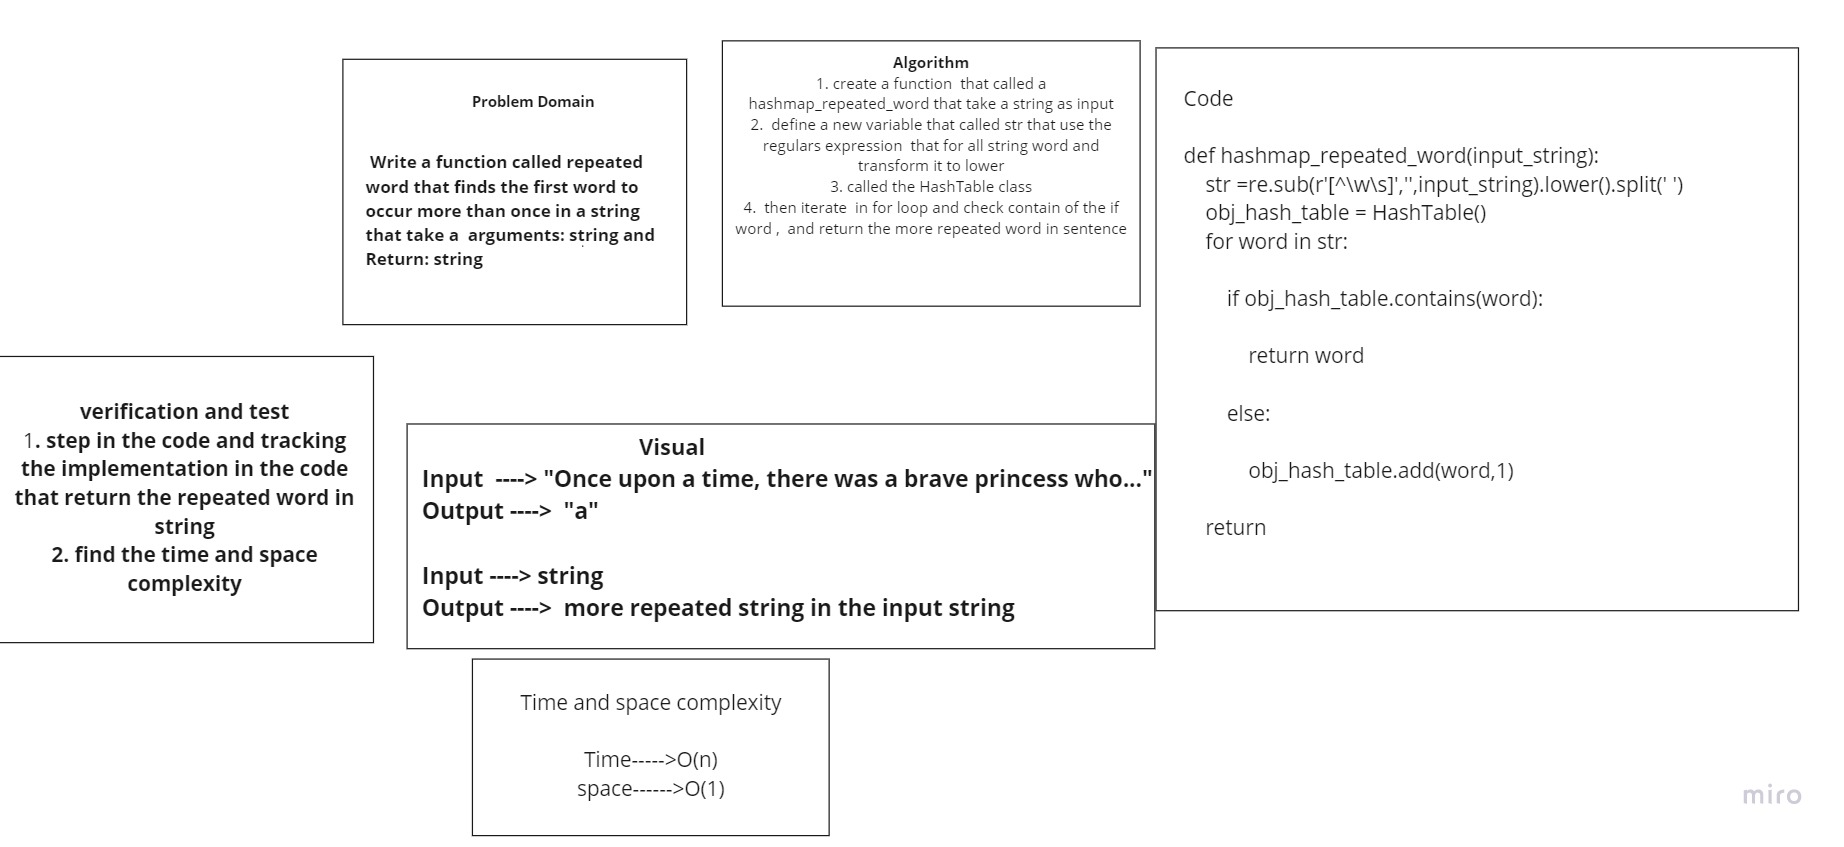 Problem Domain
Write a function called repeated
word that finds the first word to
occur more than once in a string
that take a  arguments: string and
Return: string
Algorithm
1. create a function  that called a
hashmap_repeated_word that take a string as input
2.  define a new variable that called str that use the
regulars expression  that for all string word and
transform it to lower
3. called the HashTable class
4.  then iterate  in for loop and check contain of the if
word ,  and return the more repeated word in sentence
Code
def hashmap_repeated_word(input_string):
str =re.sub(r'[^\w\s]','',input_string).lower().split(' ')
obj_hash_table = HashTable()
for word in str:
if obj_hash_table.contains(word):
return word
else:
obj_hash_table.add(word,1)
return
verification and test
1. step in the code and tracking
the implementation in the code
that return the repeated word in
string
2. find the time and space
complexity
Visual
Input  ----> "Once upon a time, there was a brave princess who..."
Output ---->  "a"
Input ----> string
Output ---->  more repeated string in the input string
Time and space complexity
Time----->O(n)
space------>O(1)
miro